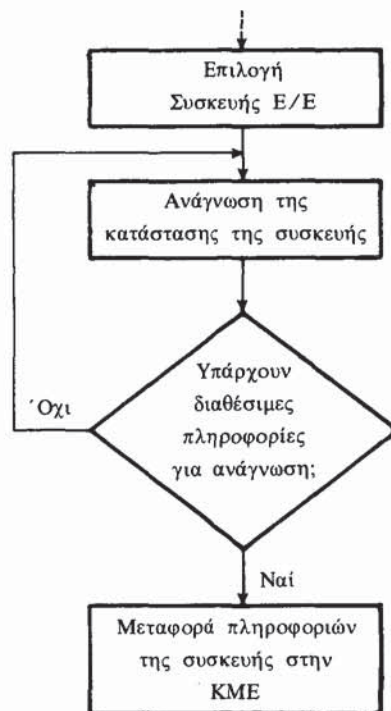 Επιλογή
Συσκευής Ε/Ε
Ανάγνωση της
κατάστασης της συσκευής
Υπάρχουν
διαθέσιμες
πληροφορίες
για ανάγνωση;
Όχι
Ναί
Μεταφορά πληροφοριών
της συσκευής στην
ΚΜΕ